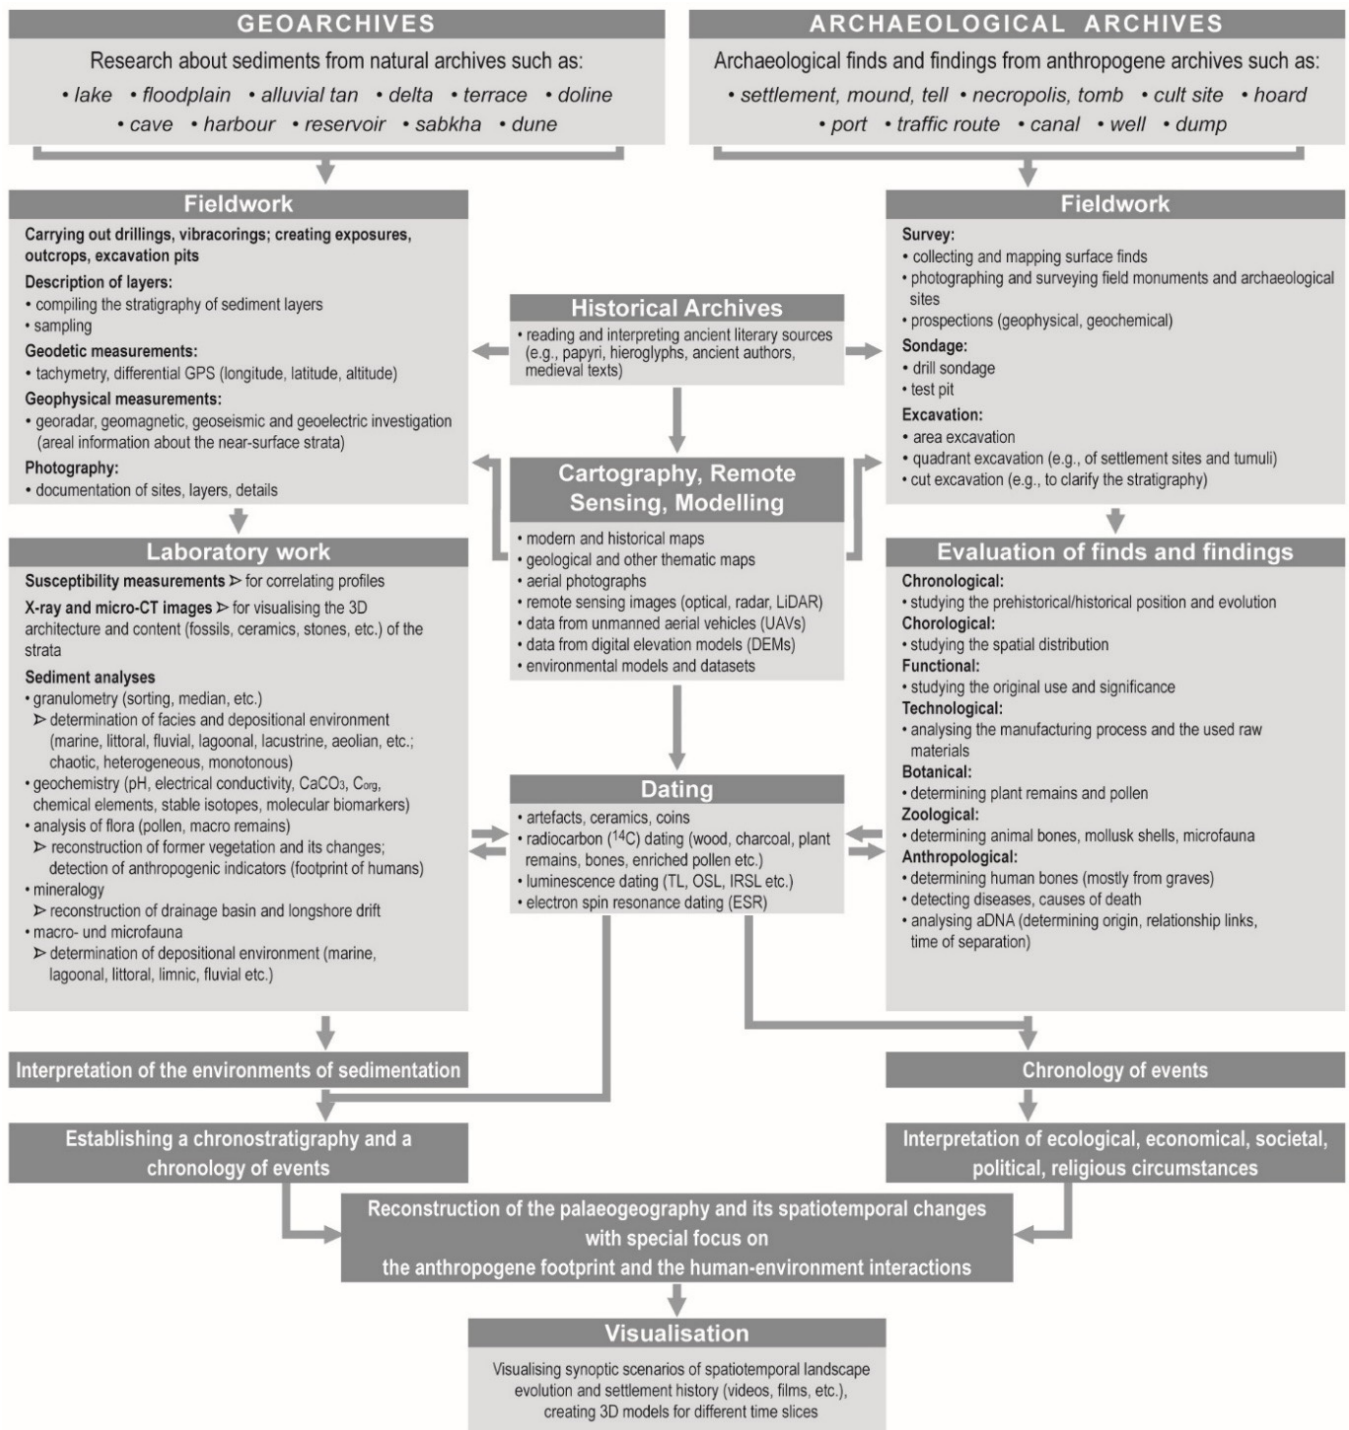 GEOARCHIVES
Research about sediments from natural archives such as:
• lake • floodplain • alluvial tan • delta • terrace • doline
• cave • harbour • reservoir • sabkha • dune
ARCHAEOLOGICAL ARCHIVES
Archaeological finds and findings from anthropogene archives such as:
• settlement, mound, tell • necropolis, tomb • cult site • hoard
• port • traffic route • canal • well • dump
Fieldwork
Carrying out drillings, vibracorings; creating exposures,
outcrops, excavation pits
Description of layers:
• compiling the stratigraphy of sediment layers
• sampling
Geodetic measurements:
• tachymetry, differential GPS (longitude, latitude, altitude)
Geophysical measurements:
• georadar, geomagnetic, geoseismic and geoelectric investigation
(areal information about the near-surface strata)
Photography:
• documentation of sites, layers, details
Historical Archives
• reading and interpreting ancient literary sources
(e.g., papyri, hieroglyphs, ancient authors,
medieval texts)
Fieldwork
Survey:
• collecting and mapping surface finds
• photographing and surveying field monuments and archaeological
sites
• prospections (geophysical, geochemical)
Sondage:
• drill sondage
• test pit
Excavation:
• area excavation
• quadrant excavation (e.g., of settlement sites and tumuli)
• cut excavation (e.g., to clarify the stratigraphy)
Cartography, Remote
Sensing, Modelling
• modern and historical maps
• geological and other thematic maps
• aerial photographs
• remote sensing images (optical, radar, LiDAR)
• data from unmanned aerial vehicles (UAVs)
• data from digital elevation models (DEMs)
• environmental models and datasets
Laboratory work
Susceptibility measurements ⊳ for correlating profiles
X-ray and micro-CT images ⊳ for visualising the 3D
architecture and content (fossils, ceramics, stones, etc.) of the
strata
Sediment analyses
• granulometry (sorting, median, etc.)
⊳ determination of facies and depositional environment
(marine, littoral, fluvial, lagoonal, lacustrine, aeolian, etc.;
chaotic, heterogeneous, monotonous)
• geochemistry (pH, electrical conductivity, CaCO₃, Corg,
chemical elements, stable isotopes, molecular biomarkers)
• analysis of flora (pollen, macro remains)
⊳ reconstruction of former vegetation and its changes;
detection of anthropogenic indicators (footprint of humans)
• mineralogy
⊳ reconstruction of drainage basin and longshore drift
• macro- und microfauna
⊳ determination of depositional environment (marine,
lagoonal, littoral, limnic, fluvial etc.)
Dating
• artefacts, ceramics, coins
• radiocarbon (¹⁴C) dating (wood, charcoal, plant
remains, bones, enriched pollen etc.)
• luminescence dating (TL, OSL, IRSL etc.)
• electron spin resonance dating (ESR)
Evaluation of finds and findings
Chronological:
• studying the prehistorical/historical position and evolution
Chorological:
• studying the spatial distribution
Functional:
• studying the original use and significance
Technological:
• analysing the manufacturing process and the used raw
materials
Botanical:
• determining plant remains and pollen
Zoological:
• determining animal bones, mollusk shells, microfauna
Anthropological:
• determining human bones (mostly from graves)
• detecting diseases, causes of death
• analysing aDNA (determining origin, relationship links,
time of separation)
Interpretation of the environments of sedimentation
Chronology of events
Establishing a chronostratigraphy and a
chronology of events
Interpretation of ecological, economical, societal,
political, religious circumstances
Reconstruction of the palaeogeography and its spatiotemporal changes
with special focus on
the anthropogene footprint and the human-environment interactions
Visualisation
Visualising synoptic scenarios of spatiotemporal landscape
evolution and settlement history (videos, films, etc.),
creating 3D models for different time slices